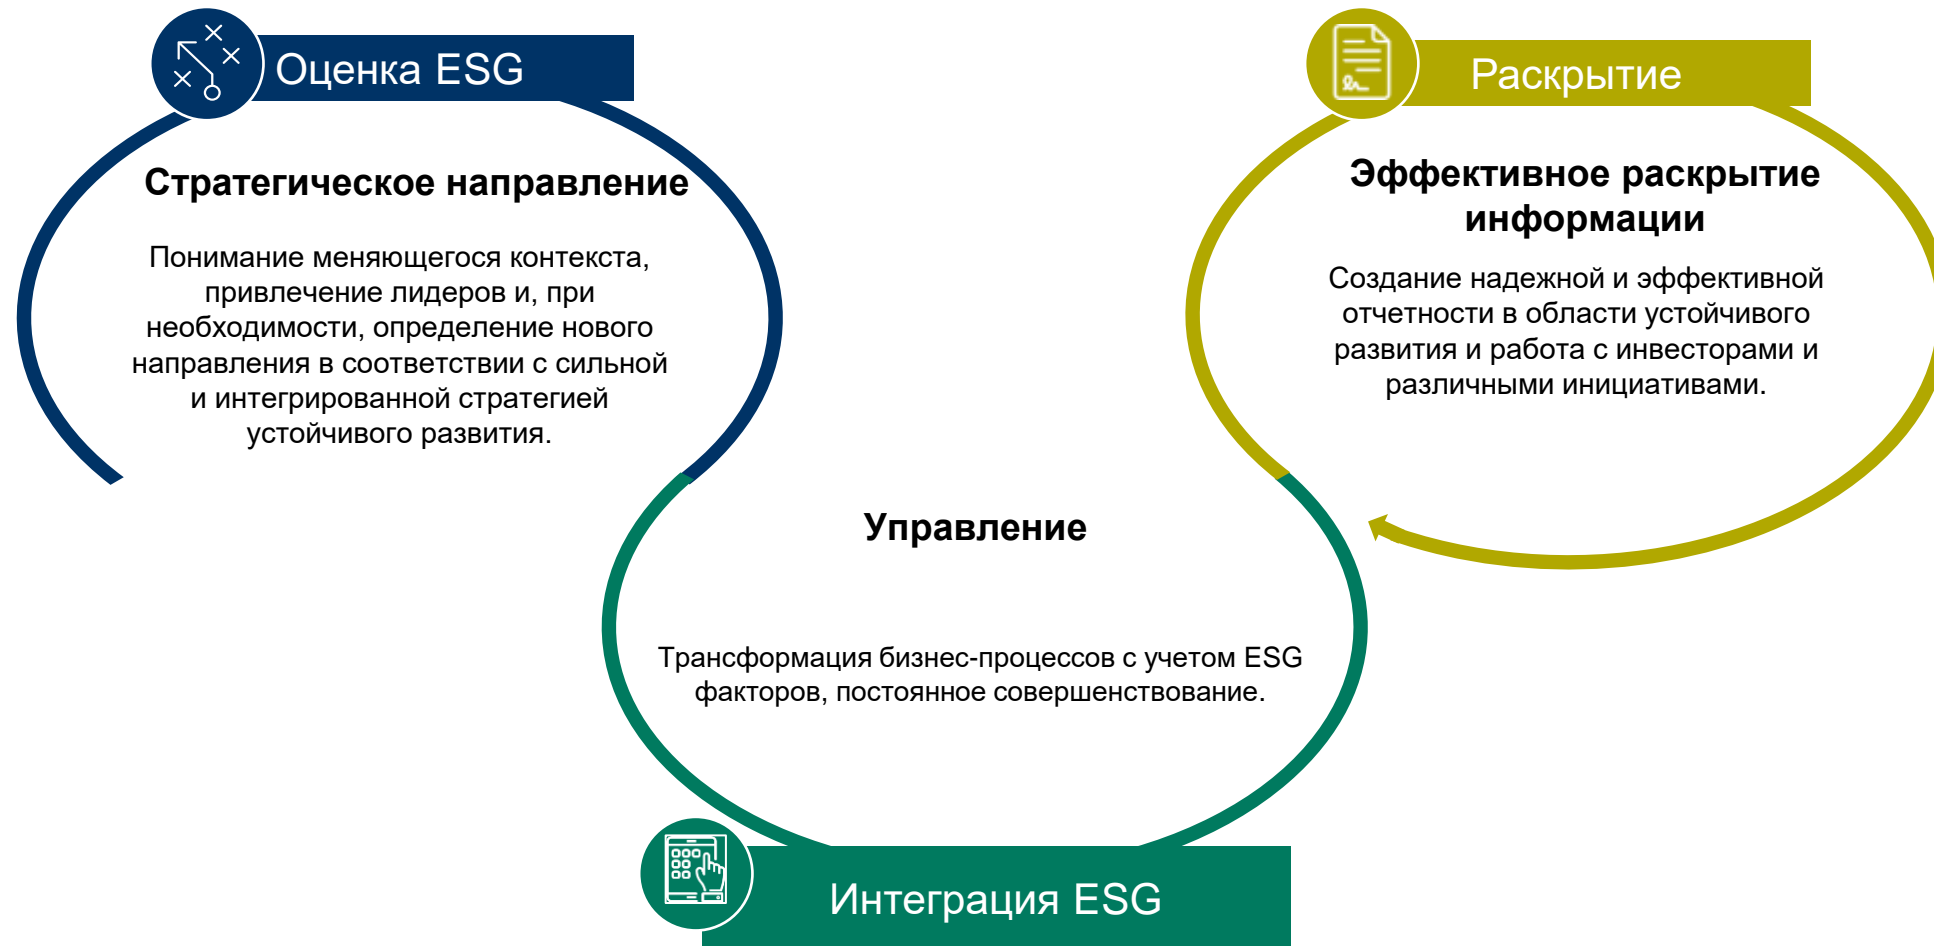 Оценка ESG
Стратегическое направление
Понимание меняющегося контекста,
привлечение лидеров и, при
необходимости, определение нового
направления в соответствии с сильной
и интегрированной стратегией
устойчивого развития.
Раскрытие
Эффективное раскрытие
информации
Создание надежной и эффективной
отчетности в области устойчивого
развития и работа с инвесторами и
различными инициативами.
Управление
Трансформация бизнес-процессов с учетом ESG
факторов, постоянное совершенствование.
Интеграция ESG